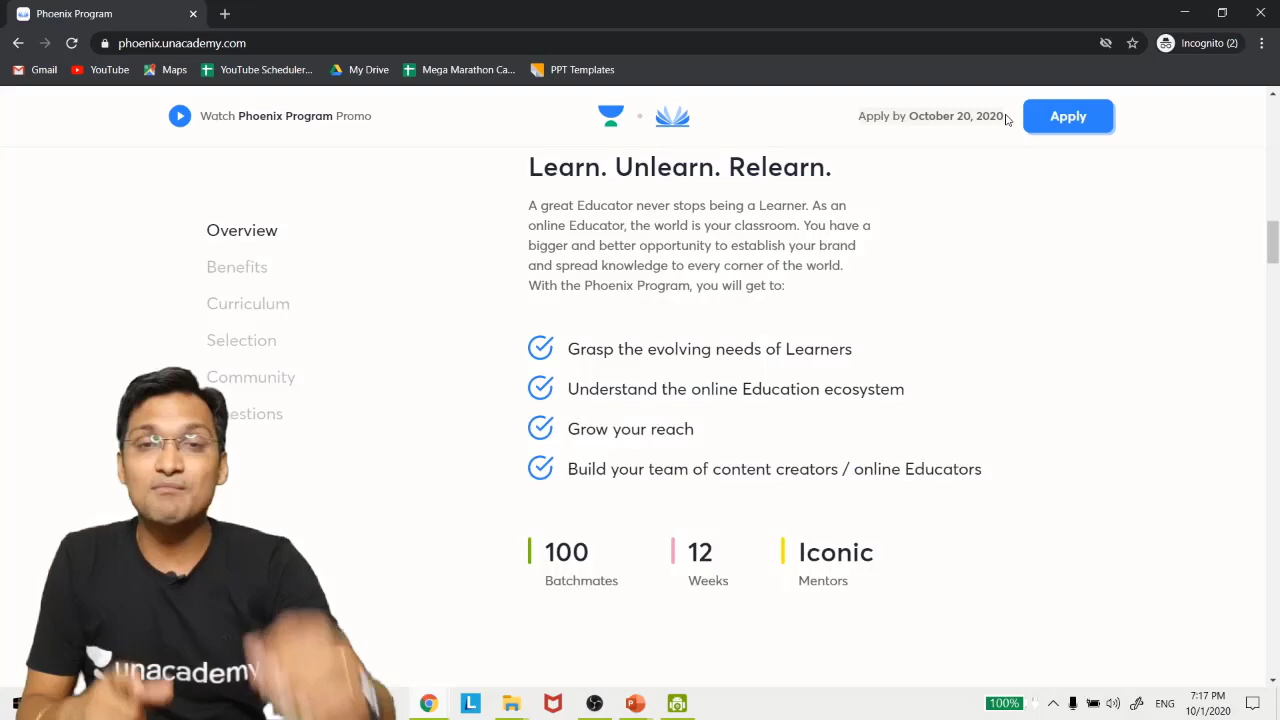 Phoenix Program
phoenix.unacademy.com
Incognito (2)
Gmail
YouTube
Maps
YouTube Scheduler...
My Drive
Mega Marathon Ca...
PPT Templates
Watch Phoenix Program Promo
Apply by October 20, 2020
Apply
Learn. Unlearn. Relearn.
A great Educator never stops being a Learner. As an
online Educator, the world is your classroom. You have a
bigger and better opportunity to establish your brand
and spread knowledge to every corner of the world.
With the Phoenix Program, you will get to:
Overview
Benefits
Curriculum
Selection
Community
estions
Grasp the evolving needs of Learners
Understand the online Education ecosystem
Grow your reach
Build your team of content creators / online Educators
100
Batchmates
12
Weeks
Iconic
Mentors
unacademy
L
100%
ENG
7:17 PM
10/1/2020